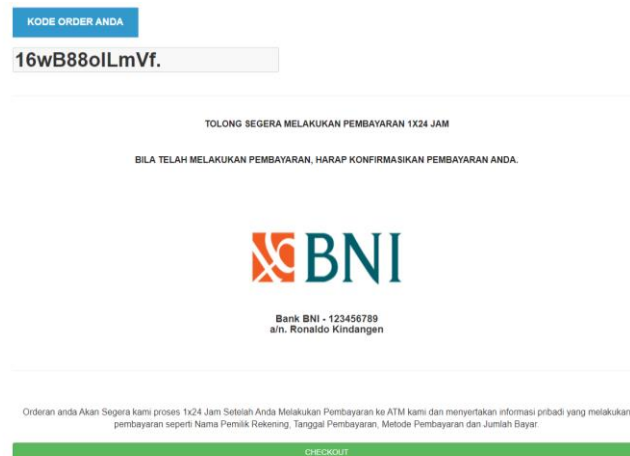 KODE ORDER ANDA
16wB88olLmVf.
TOLONG SEGERA MELAKUKAN PEMBAYARAN 1X24 JAM
BILA TELAH MELAKUKAN PEMBAYARAN, HARAP KONFIRMASIKAN PEMBAYARAN ANDA.
BNI
Bank BNI - 123456789
a/n. Ronaldo Kindangen
Orderan anda Akan Segera kami proses 1x24 Jam Setelah Anda Melakukan Pembayaran ke ATM kami dan menyertakan informasi pribadi yang melakukan
pembayaran seperti Nama Pemilik Rekening, Tanggal Pembayaran, Metode Pembayaran dan Jumlah Bayar.
CHECKOUT